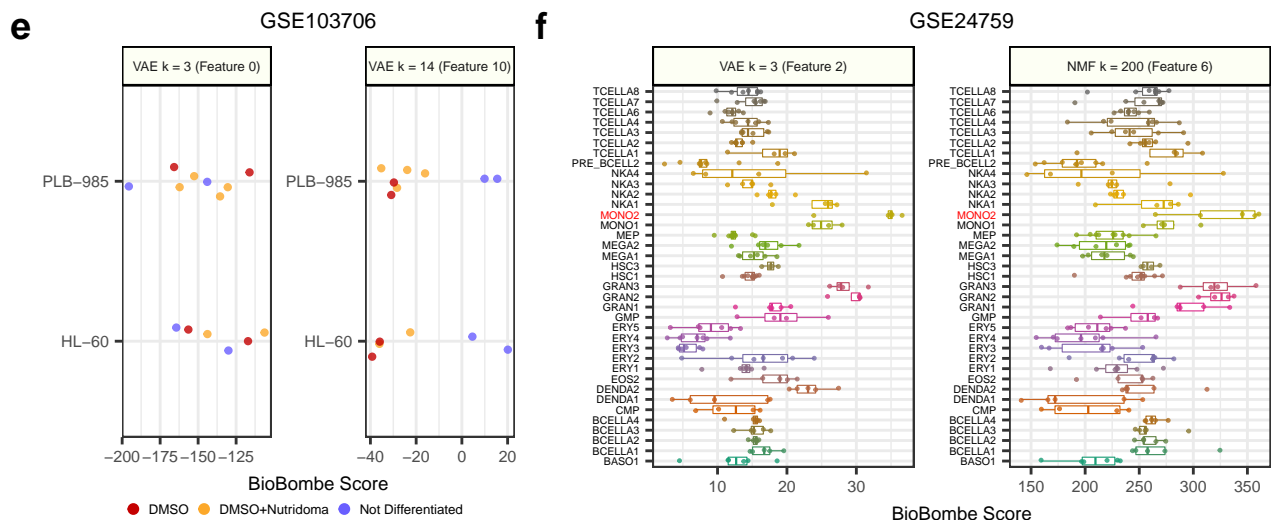 e
GSE103706
VAE k = 3 (Feature 0)
VAE k = 14 (Feature 10)
PLB−985
HL−60
PLB−985
HL−60
−200 −175 −150 −125
−40 −20 0 20
BioBombe Score
DMSO DMSO+Nutridoma Not Differentiated
f
GSE24759
VAE k = 3 (Feature 2)
NMF k = 200 (Feature 6)
TCELLA8
TCELLA7
TCELLA6
TCELLA4
TCELLA3
TCELLA2
TCELLA1
PRE_BCELL2
NKA4
NKA3
NKA2
NKA1
MONO2
MONO1
MEP
MEGA2
MEGA1
HSC3
HSC1
GRAN3
GRAN2
GRAN1
GMP
ERY5
ERY4
ERY3
ERY2
ERY1
EOS2
DENDA2
DENDA1
CMP
BCELLA4
BCELLA3
BCELLA2
BCELLA1
BASO1
10 20 30
TCELLA8
TCELLA7
TCELLA6
TCELLA4
TCELLA3
TCELLA2
TCELLA1
PRE_BCELL2
NKA4
NKA3
NKA2
NKA1
MONO2
MONO1
MEP
MEGA2
MEGA1
HSC3
HSC1
GRAN3
GRAN2
GRAN1
GMP
ERY5
ERY4
ERY3
ERY2
ERY1
EOS2
DENDA2
DENDA1
CMP
BCELLA4
BCELLA3
BCELLA2
BCELLA1
BASO1
150 200 250 300 350
BioBombe Score